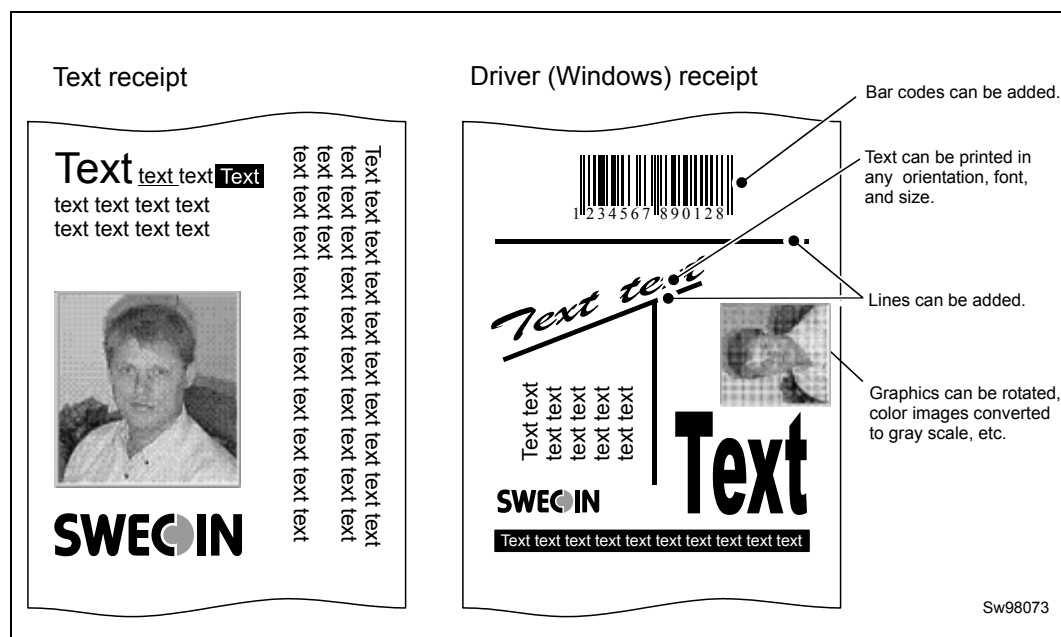 Text receipt
Text text text Text
text text text text
text text text text
Text text text text text text text text text text
text text text text text text text text text text
text text text
text text text text text text text text text text
SWECOIN
Driver (Windows) receipt
1 234567 890128
Text text
Text text
text text
text text
text text
text text
Text
SWECOIN
Text text text text text text text text text text
Bar codes can be added.
Text can be printed in
any orientation, font,
and size.
Lines can be added.
Graphics can be rotated,
color images converted
to gray scale, etc.
Sw98073